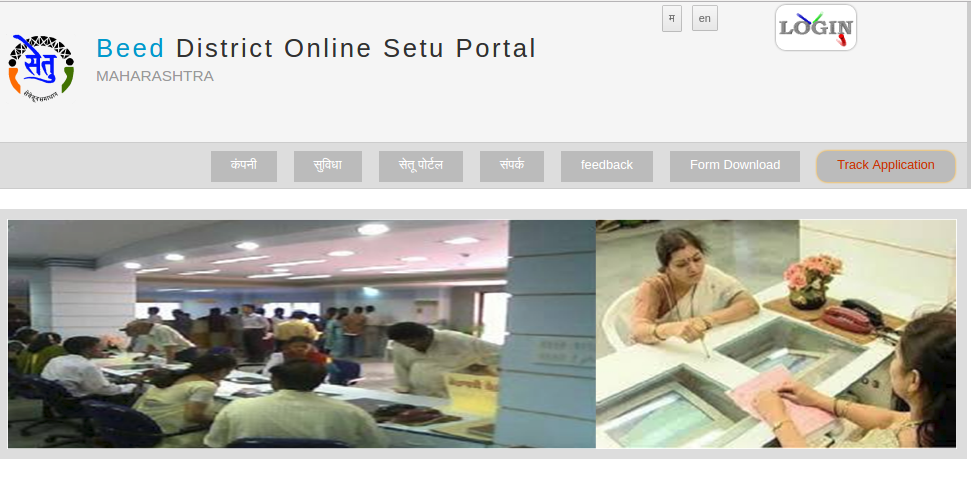 म
en
LOGIN
सेतु
Beed District Online Setu Portal
MAHARASHTRA
कंपनी
सुविधा
सेतू पोर्टल
संपर्क
feedback
Form Download
Track Application